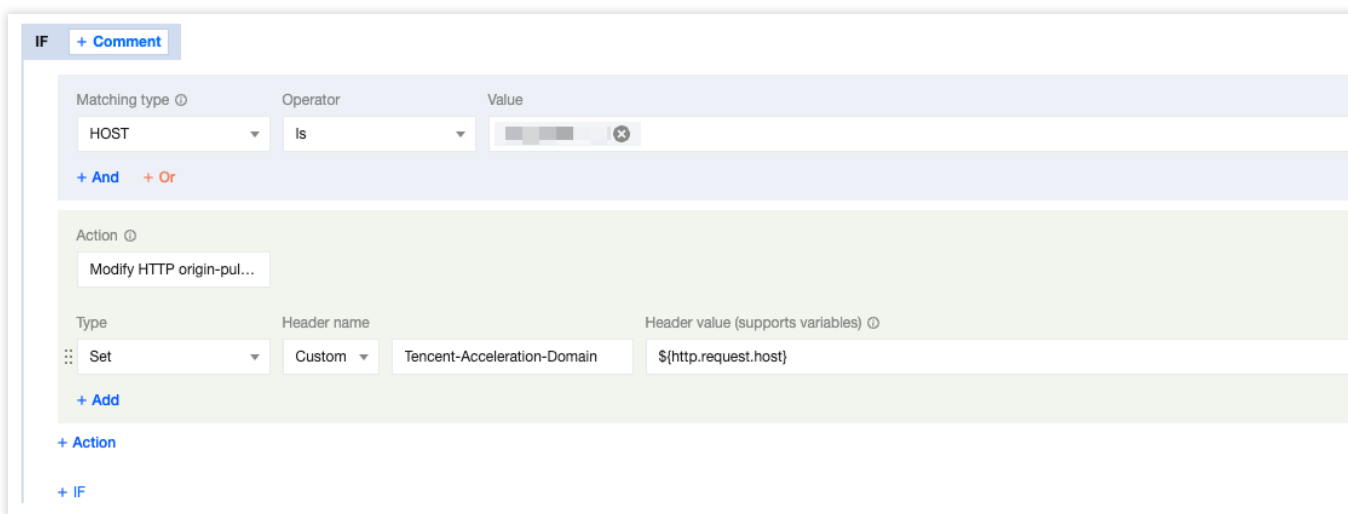 IF + Comment
Matching type Operator Value
HOST Is
+ And + Or
Action
Modify HTTP origin-pul...
Type Header name Header value (supports variables)
Set Custom Tencent-Acceleration-Domain ${http.request.host}
+ Add
+ Action
+ IF